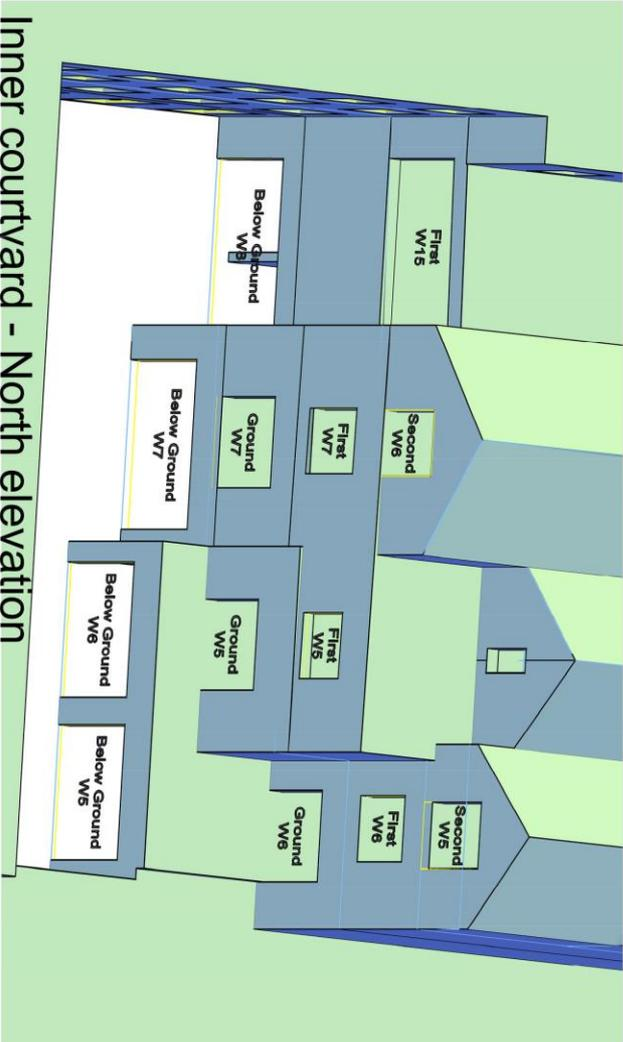 First
W15
Second
W6
Second
W5
First
W7
First
W5
First
W6
Ground
W7
Ground
W5
Ground
W6
Below Ground
W8
Below Ground
W7
Below Ground
W6
Below Ground
W5
Inner courtyard - North elevation